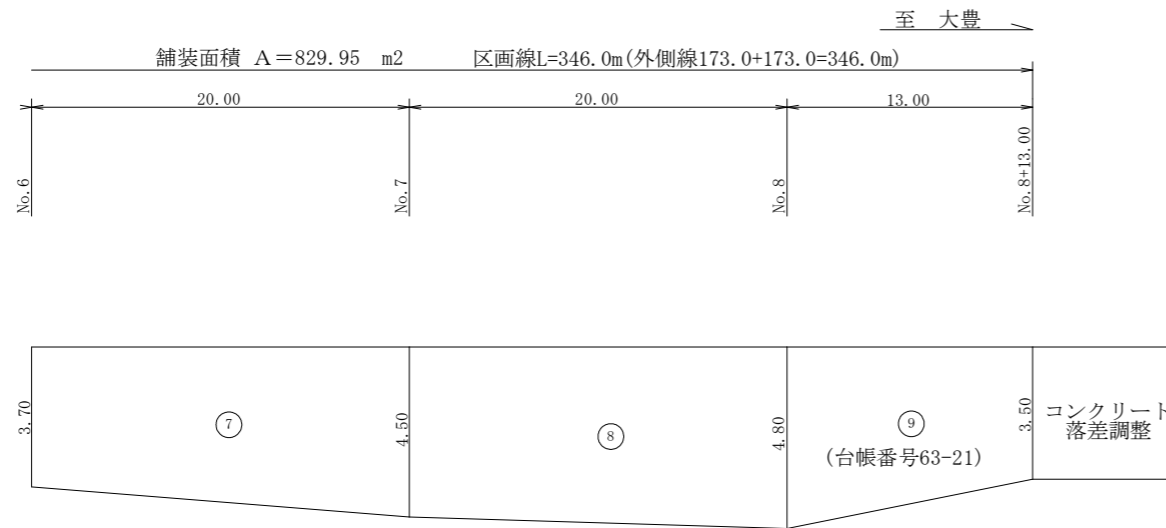 至　大豊
舗装面積 A＝829.95 m2
区画線L=346.0m(外側線173.0+173.0=346.0m)
20.00
20.00
13.00
No.6
No.7
No.8
No.8+13.00
3.70
⑦
4.50
⑧
4.80
⑨
(台帳番号63-21)
3.50
コンクリート
落差調整